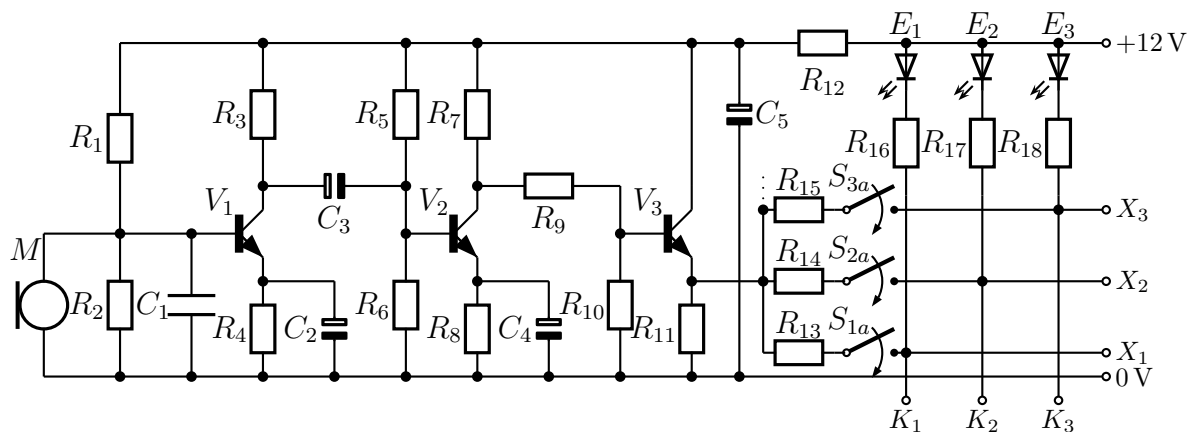 E₁ E₂ E₃
+12 V
R₁₂
R₁ R₃ R₅ R₇ C₅
R₁₆ R₁₇ R₁₈
V₁ C₃ V₂ R₉ V₃ R₁₅ S₃ₐ X₃
M R₂ C₁ R₄ C₂ R₆ R₈ C₄ R₁₀ R₁₁ R₁₄ S₂ₐ X₂
R₁₃ S₁ₐ X₁
0 V
K₁ K₂ K₃